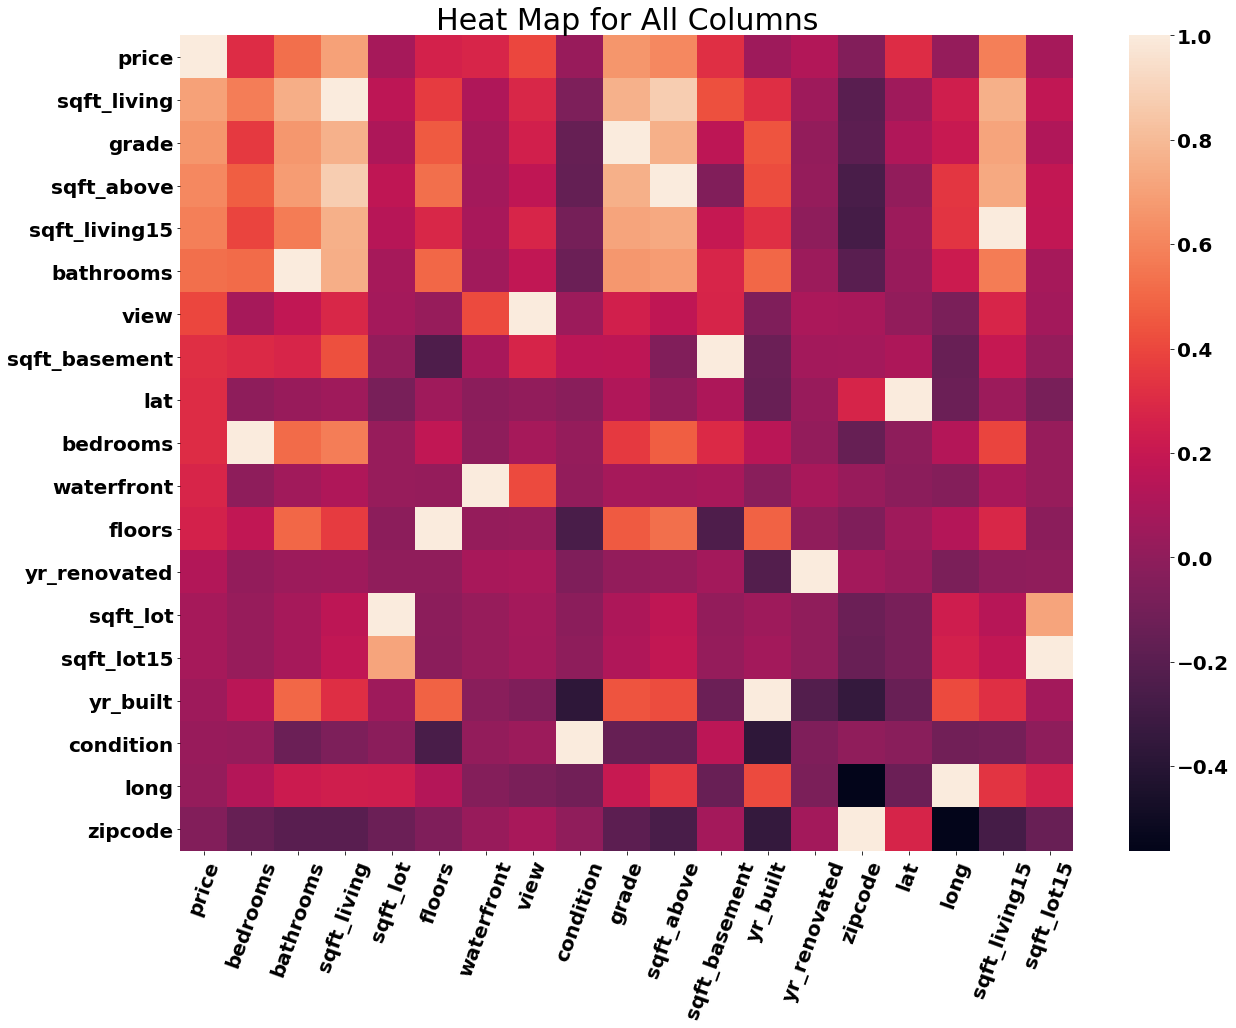 Heat Map for All Columns
price
sqft_living
grade
sqft_above
sqft_living15
bathrooms
view
sqft_basement
lat
bedrooms
waterfront
floors
yr_renovated
sqft_lot
sqft_lot15
yr_built
condition
long
zipcode
price
bedrooms
bathrooms
sqft_living
sqft_lot
floors
waterfront
view
condition
grade
sqft_above
sqft_basement
yr_built
yr_renovated
zipcode
lat
long
sqft_living15
sqft_lot15
1.0
0.8
0.6
0.4
0.2
0.0
−0.2
−0.4